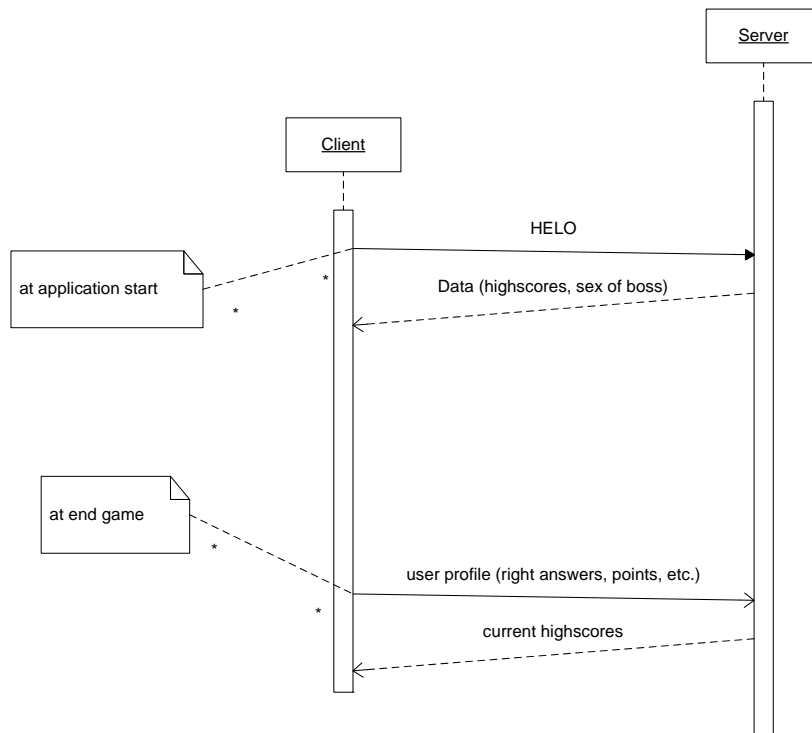 Server
Client
HELO
at application start
*
Data (highscores, sex of boss)
*
at end game
*
user profile (right answers, points, etc.)
*
current highscores